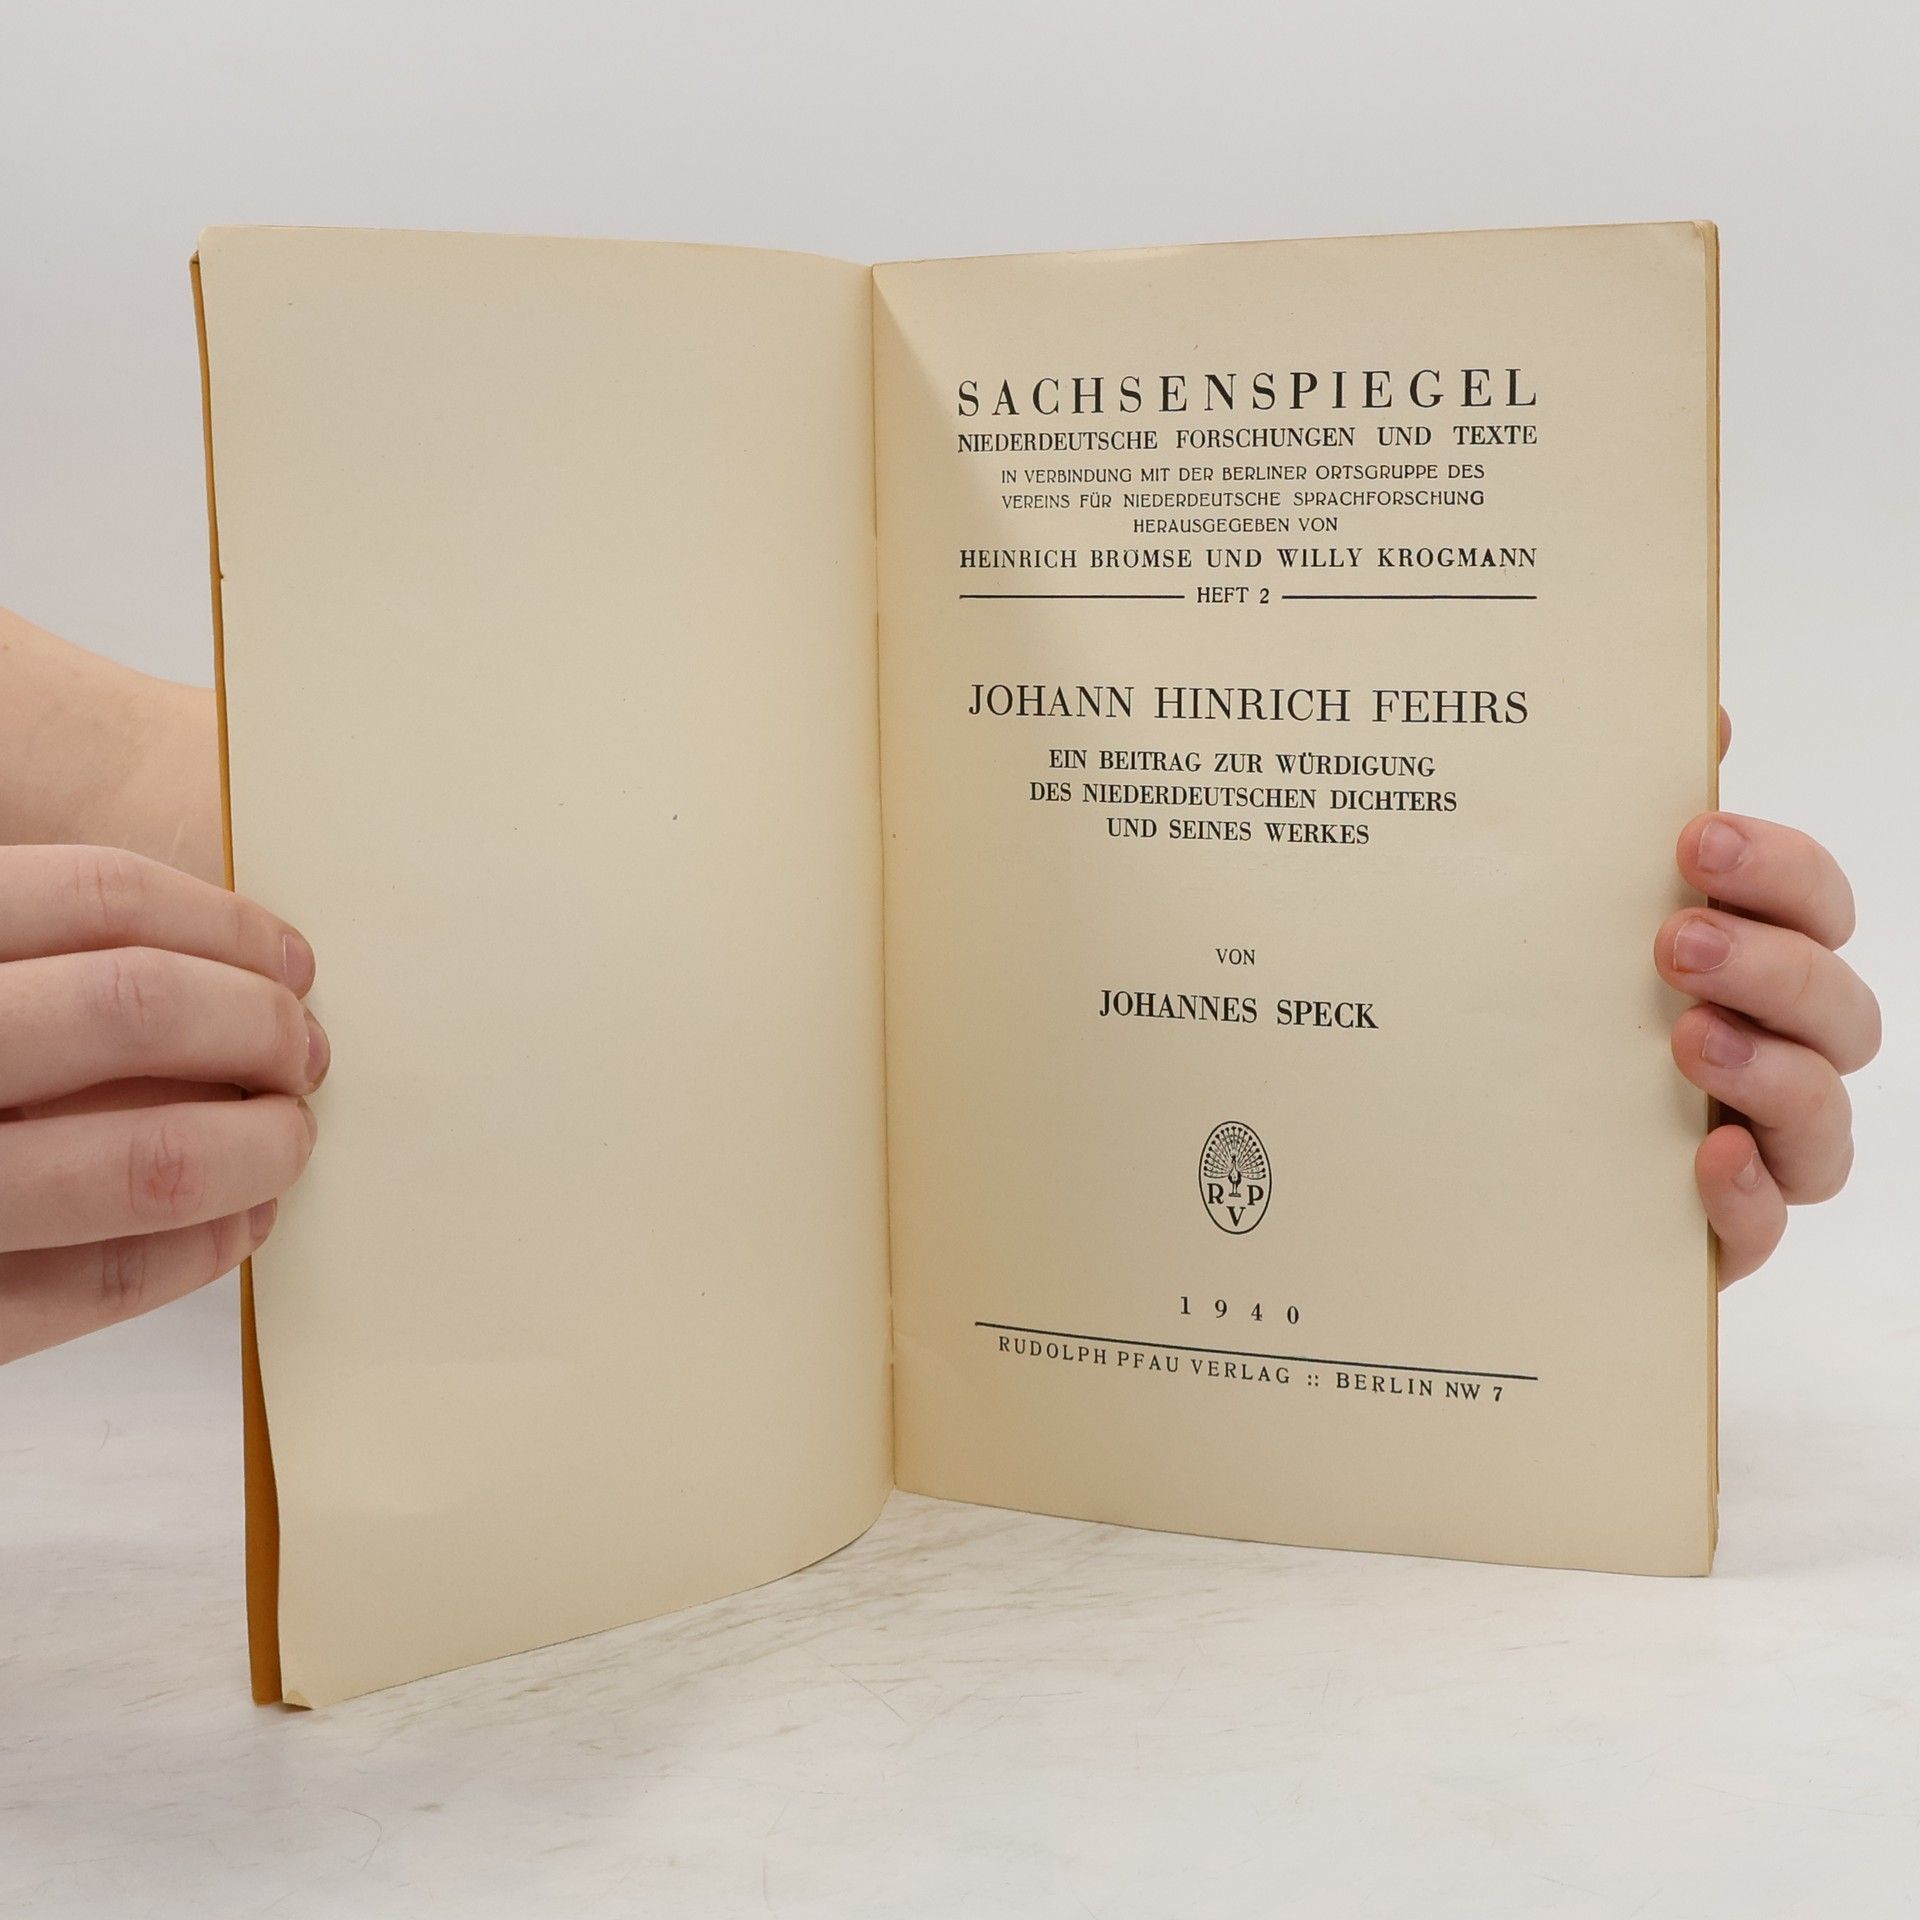 SACHSENSPIEGEL
NIEDERDEUTSCHE FORSCHUNGEN UND TEXTE
IN VERBINDUNG MIT DER BERLINER ORTSGRUPPE DES
VEREINS FÜR NIEDERDEUTSCHE SPRACHFORSCHUNG
HERAUSGEGEBEN VON
HEINRICH BRÖMSE UND WILLY KROGMANN
HEFT 2
JOHANN HINRICH FEHRS
EIN BEITRAG ZUR WÜRDIGUNG
DES NIEDERDEUTSCHEN DICHTERS
UND SEINES WERKES
VON
JOHANNES SPECK
R P
V
1940
RUDOLPH PFAU VERLAG :: BERLIN NW 7